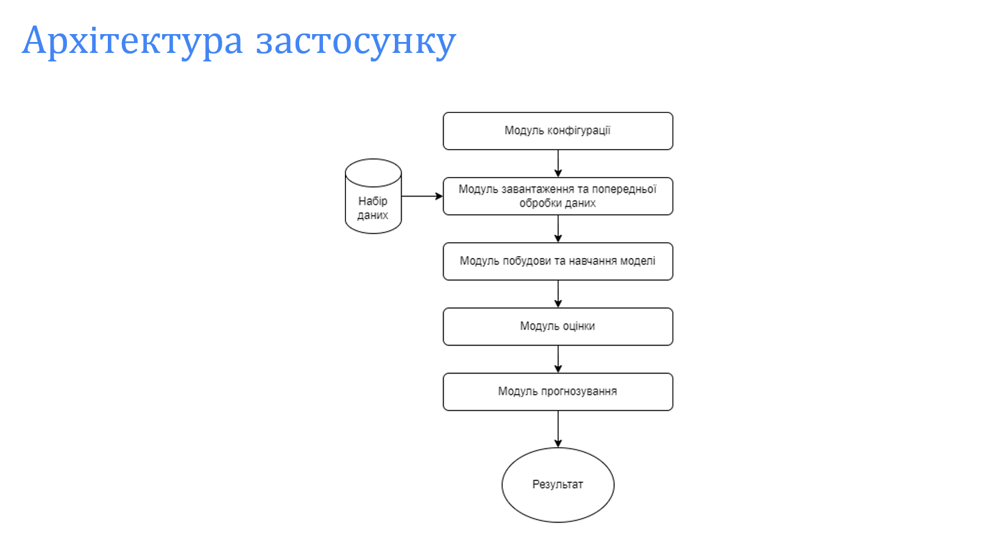 Архітектура застосунку
Модуль конфігурації
Набір
даних
Модуль завантаження та попередньої
обробки даних
Модуль побудови та навчання моделі
Модуль оцінки
Модуль прогнозування
Результат